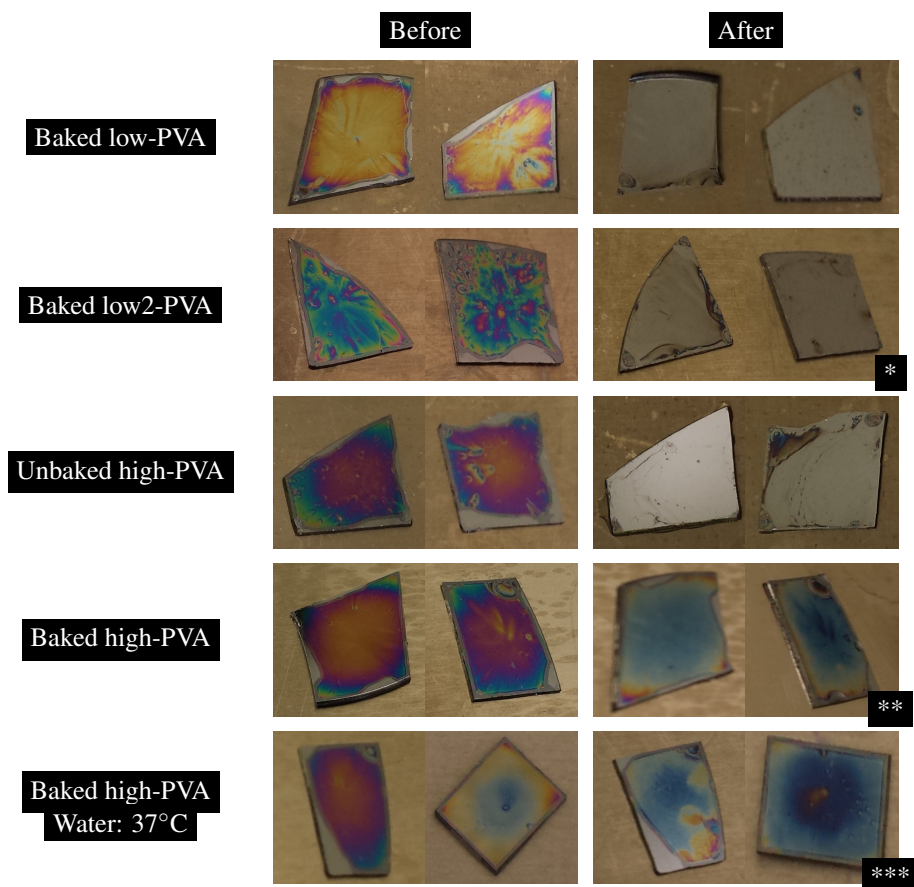 Before After
Baked low-PVA
Baked low2-PVA
*
Unbaked high-PVA
Baked high-PVA
**
Baked high-PVA
Water: 37°C
***